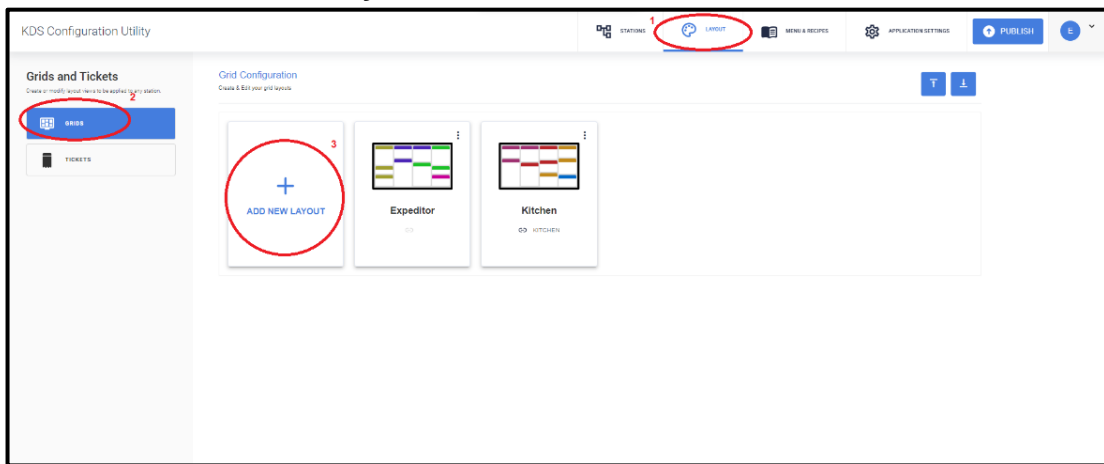 KDS Configuration Utility
STATIONS
1
LAYOUT
MENU & RECIPES
APPLICATION SETTINGS
PUBLISH
E
Grids and Tickets
Create or modify layout views to be applied to any station.
2
GRIDS
TICKETS
Grid Configuration
Create & Edit your grid layouts
3
ADD NEW LAYOUT
Expeditor
Kitchen
KITCHEN